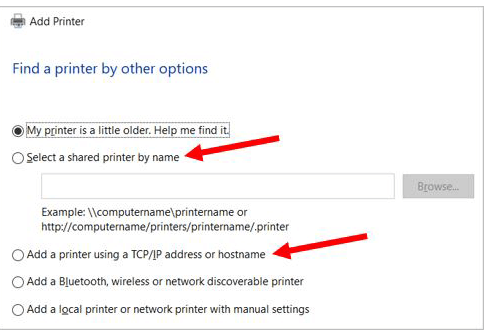 Add Printer
Find a printer by other options
My printer is a little older. Help me find it.
Select a shared printer by name
Browse...
Example: \\computername\printername or
http://computername/printers/printername/.printer
Add a printer using a TCP/IP address or hostname
Add a Bluetooth, wireless or network discoverable printer
Add a local printer or network printer with manual settings